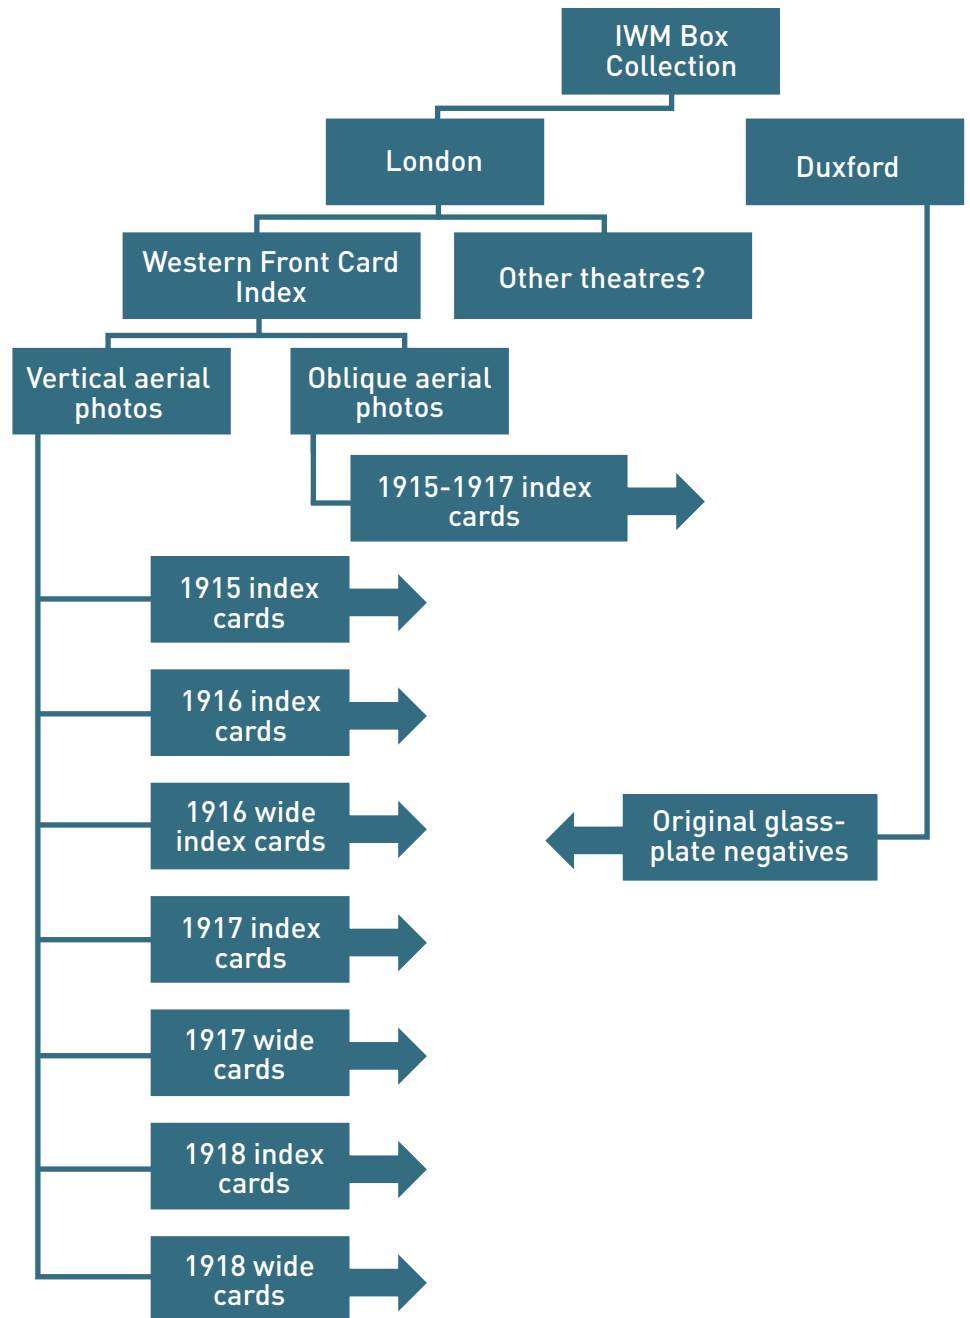 IWM Box
Collection
London
Duxford
Western Front Card
Index
Other theatres?
Vertical aerial
photos
Oblique aerial
photos
1915-1917 index
cards
1915 index
cards
1916 index
cards
1916 wide
index cards
Original glass-
plate negatives
1917 index
cards
1917 wide
cards
1918 index
cards
1918 wide
cards